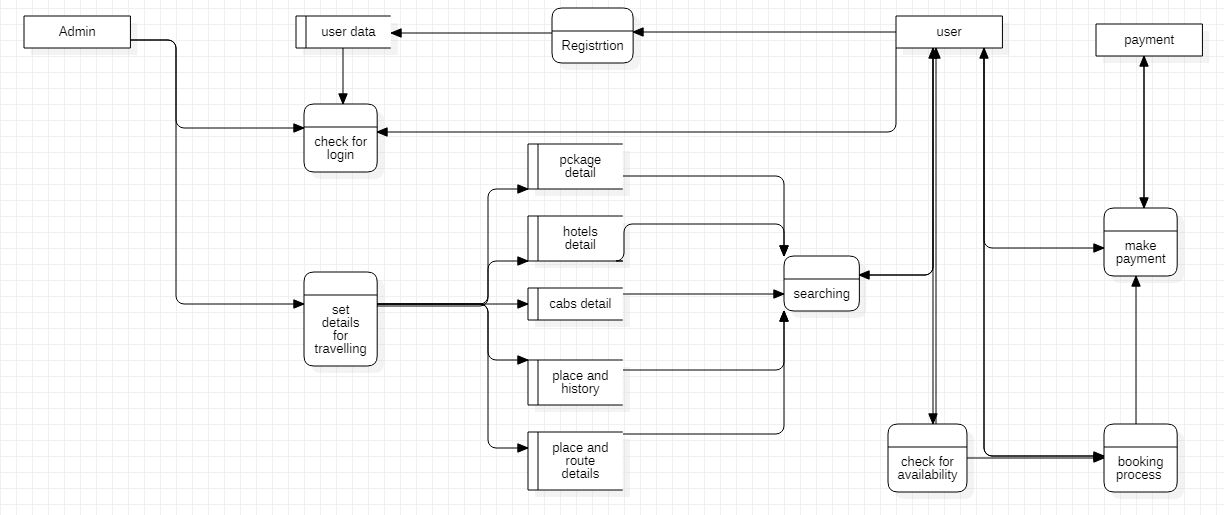 Admin
user data
Registrtion
user
payment
check for
login
pckage
detail
hotels
detail
make
payment
searching
cabs detail
set
details
for
travelling
place and
history
place and
route
details
check for
availability
booking
process